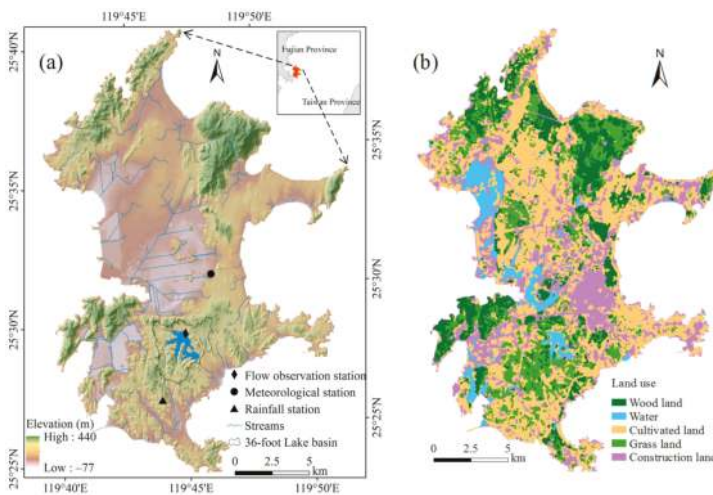 119°45'E
119°50'E
25°40'N
(a)
N
Fujian Province
Taiwan Province
25°35'N
25°35'N
25°30'N
25°30'N
25°25'N
25°25'N
Flow observation station
Meteorological station
Rainfall station
Streams
36-foot Lake basin
Elevation (m)
High : 440
Low : −77
0 2.5 5
km
119°40'E
119°45'E
119°50'E
(b)
N
Land use
Wood land
Water
Cultivated land
Grass land
Construction land
0 2.5 5
km